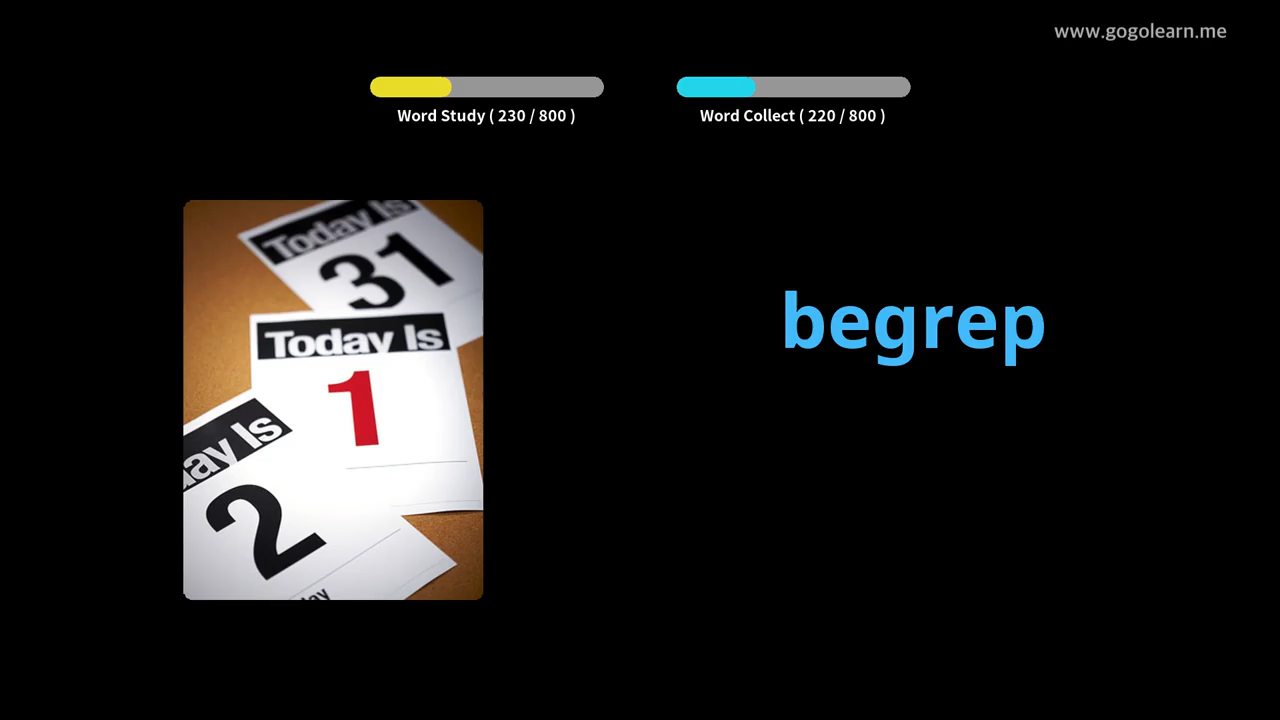 www.gogolearn.me
Word Study ( 230 / 800 )
Word Collect ( 220 / 800 )
Today Is
31
Today Is
1
ay Is
2
begrep